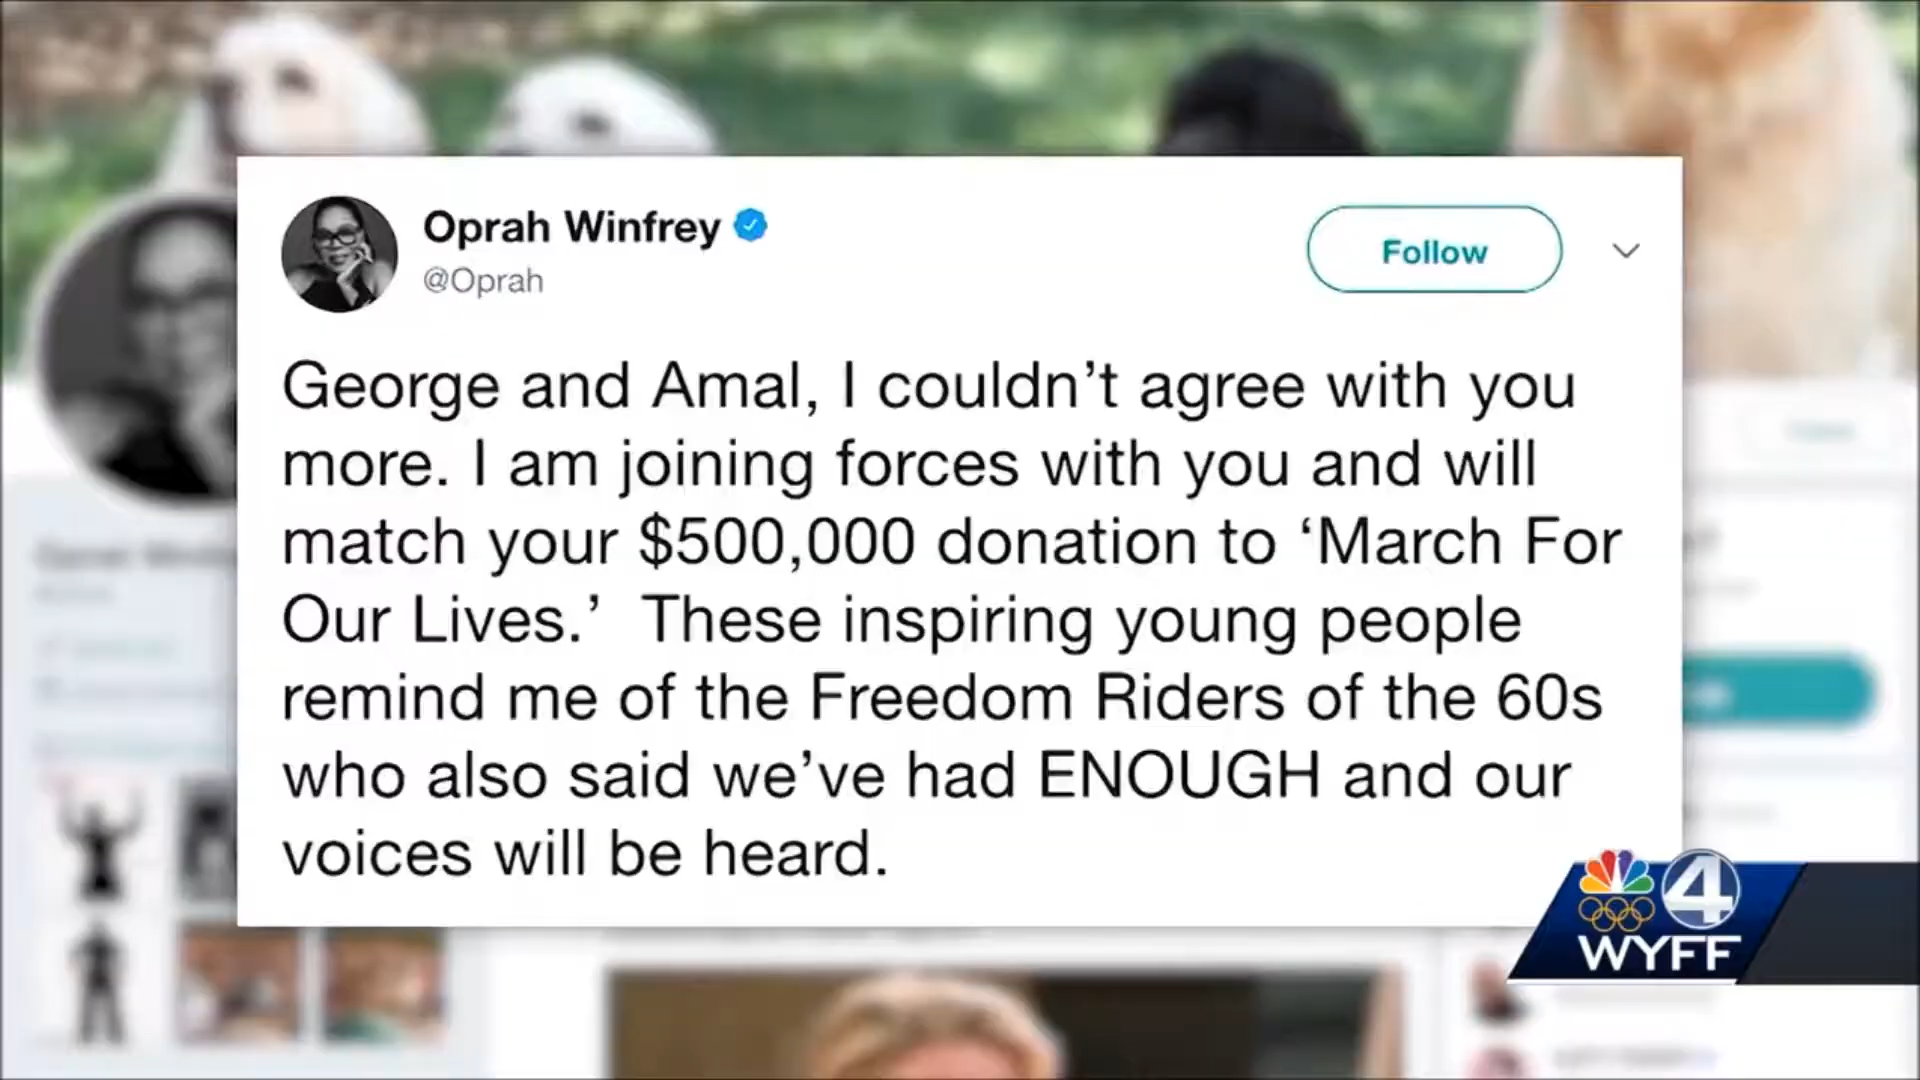 Oprah Winfrey
@Oprah
Follow
George and Amal, I couldn’t agree with you
more. I am joining forces with you and will
match your $500,000 donation to ‘March For
Our Lives.’ These inspiring young people
remind me of the Freedom Riders of the 60s
who also said we’ve had ENOUGH and our
voices will be heard.
4
WYFF